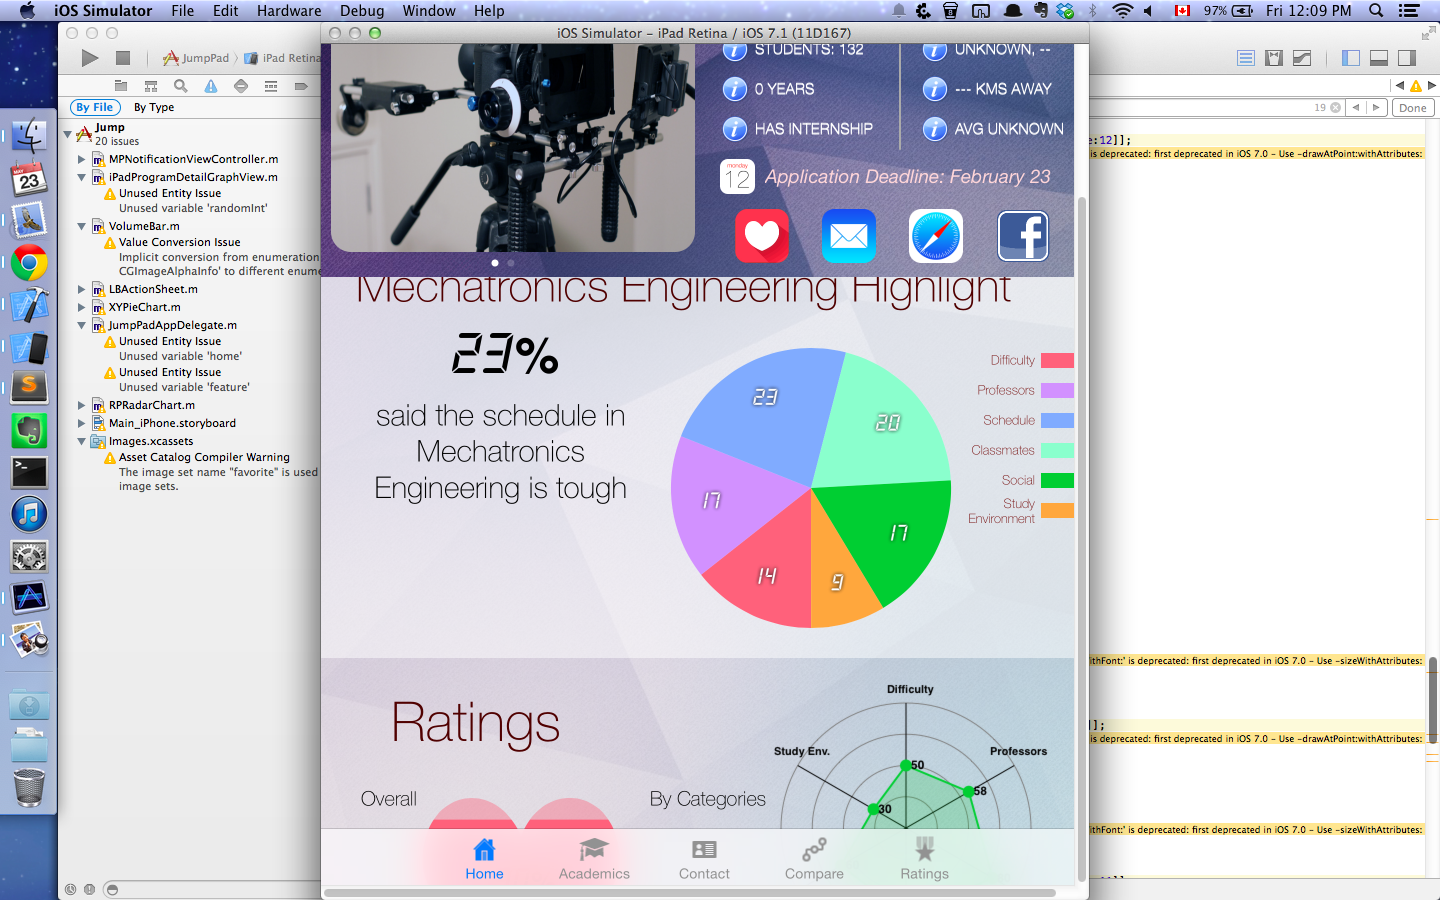 iOS Simulator File Edit Hardware Debug Window Help
97% Fri 12:09 PM
iOS Simulator – iPad Retina / iOS 7.1 (11D167)
JumpPad iPad Retina
By File By Type
Jump
20 issues
MPNotificationViewController.m
iPadProgramDetailGraphView.m
Unused Entity Issue
Unused variable 'randomInt'
VolumeBar.m
Value Conversion Issue
Implicit conversion from enumeration
CGImageAlphaInfo' to different enume
LBActionSheet.m
XYPieChart.m
JumpPadAppDelegate.m
Unused Entity Issue
Unused variable 'home'
Unused Entity Issue
Unused variable 'feature'
RPRadarChart.m
Main_iPhone.storyboard
Images.xcassets
Asset Catalog Compiler Warning
The image set name "favorite" is used
image sets.
MAY
23
STUDENTS: 132
UNKNOWN, --
0 YEARS
--- KMS AWAY
HAS INTERNSHIP
AVG UNKNOWN
monday
12
Application Deadline: February 23
Mechatronics Engineering Highlight
23%
said the schedule in
Mechatronics
Engineering is tough
23
20
17
17
14
9
Difficulty
Professors
Schedule
Classmates
Social
Study
Environment
Ratings
Overall
By Categories
Difficulty
Study Env.
Professors
50
58
30
Home
Academics
Contact
Compare
Ratings
19
Done
e:12]];
is deprecated: first deprecated in iOS 7.0 - Use -drawAtPoint:withAttributes:
ithFont:' is deprecated: first deprecated in iOS 7.0 - Use -sizeWithAttributes:
]];
is deprecated: first deprecated in iOS 7.0 - Use -drawAtPoint:withAttributes:
ithFont:' is deprecated: first deprecated in iOS 7.0 - Use -sizeWithAttributes: